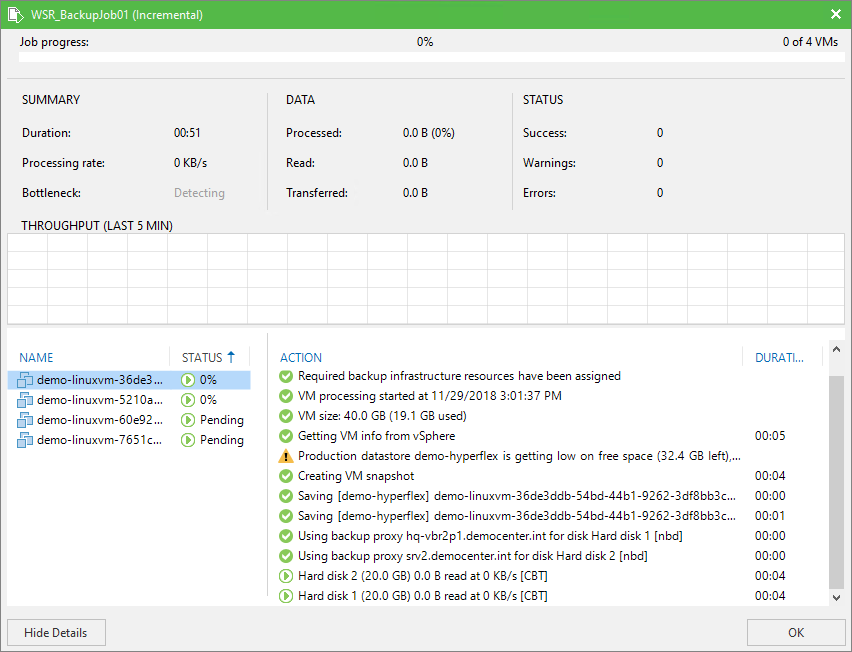 WSR_BackupJob01 (Incremental)
Job progress: 0% 0 of 4 VMs
SUMMARY DATA STATUS
Duration: 00:51 Processed: 0.0 B (0%) Success: 0
Processing rate: 0 KB/s Read: 0.0 B Warnings: 0
Bottleneck: Detecting Transferred: 0.0 B Errors: 0
THROUGHPUT (LAST 5 MIN)
NAME STATUS
demo-linuxvm-36de3... 0%
demo-linuxvm-5210a... 0%
demo-linuxvm-60e92... Pending
demo-linuxvm-7651c... Pending
ACTION DURATI...
Required backup infrastructure resources have been assigned
VM processing started at 11/29/2018 3:01:37 PM
VM size: 40.0 GB (19.1 GB used)
Getting VM info from vSphere 00:05
Production datastore demo-hyperflex is getting low on free space (32.4 GB left),...
Creating VM snapshot 00:04
Saving [demo-hyperflex] demo-linuxvm-36de3ddb-54bd-44b1-9262-3df8bb3c... 00:00
Saving [demo-hyperflex] demo-linuxvm-36de3ddb-54bd-44b1-9262-3df8bb3c... 00:01
Using backup proxy hq-vbr2p1.democenter.int for disk Hard disk 1 [nbd] 00:00
Using backup proxy srv2.democenter.int for disk Hard disk 2 [nbd] 00:00
Hard disk 2 (20.0 GB) 0.0 B read at 0 KB/s [CBT] 00:04
Hard disk 1 (20.0 GB) 0.0 B read at 0 KB/s [CBT] 00:04
Hide Details OK